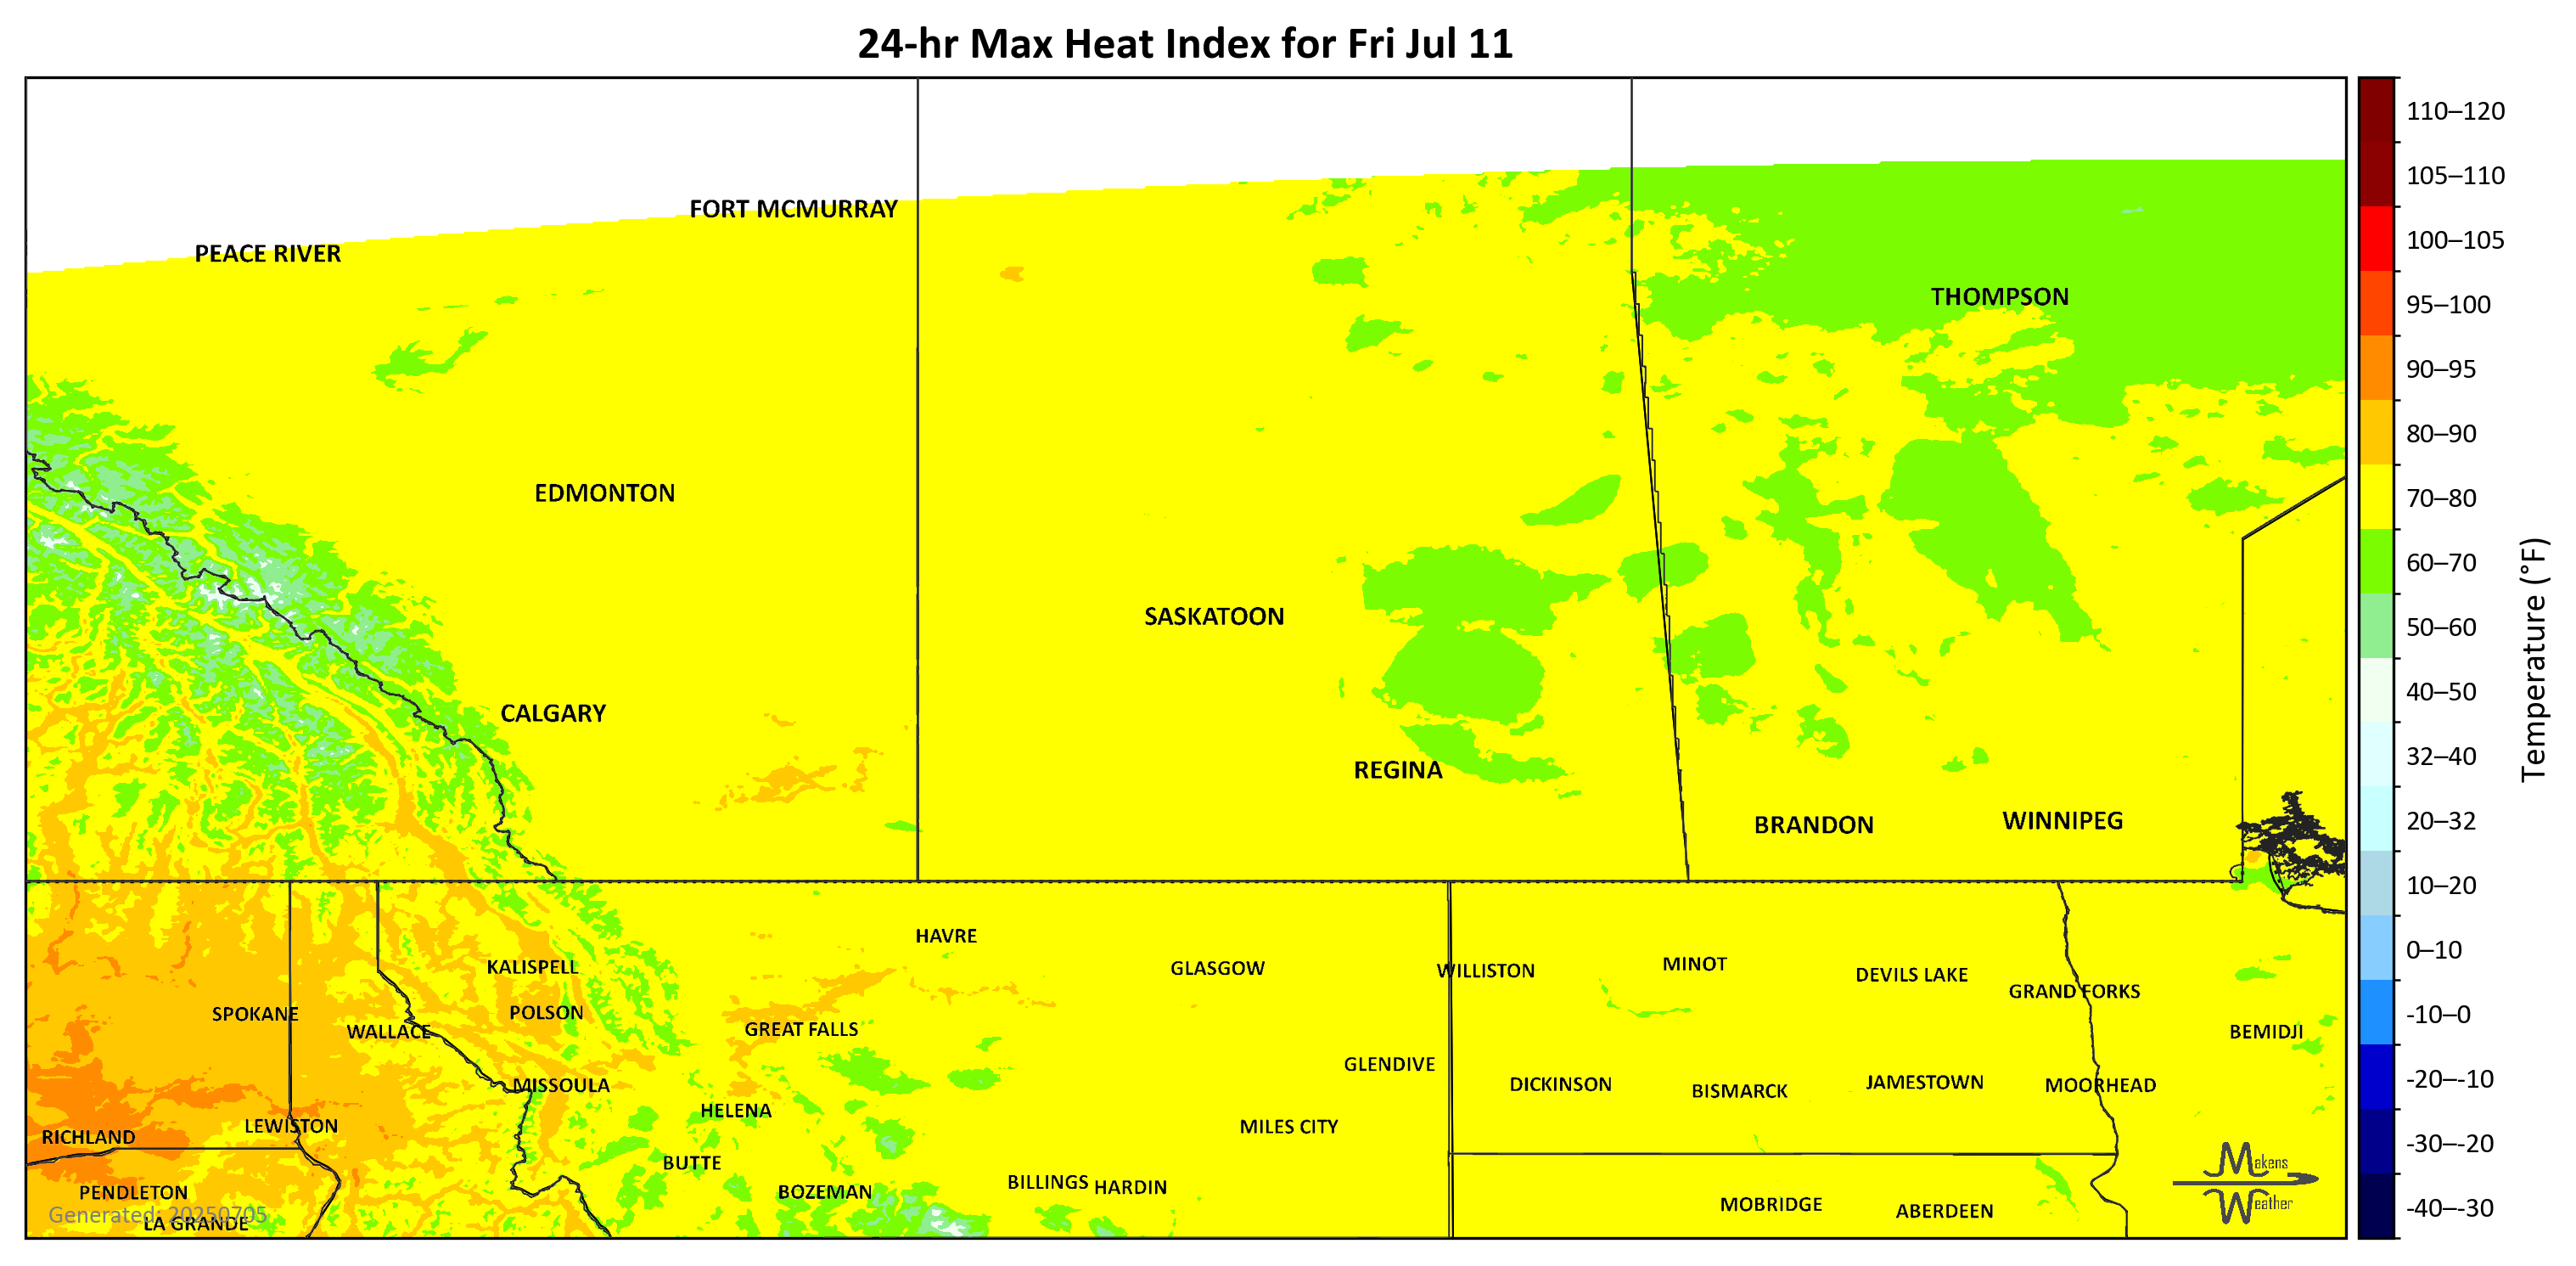 24-hr Max Heat Index for Fri Jul 11
FORT MCMURRAY
PEACE RIVER
THOMPSON
EDMONTON
SASKATOON
CALGARY
REGINA
BRANDON
WINNIPEG
HAVRE
KALISPELL
GLASGOW
WILLISTON
MINOT
DEVILS LAKE
GRAND FORKS
SPOKANE
POLSON
WALLACE
GREAT FALLS
BEMIDJI
GLENDIVE
MISSOULA
DICKINSON
BISMARCK
JAMESTOWN
MOORHEAD
HELENA
LEWISTON
MILES CITY
RICHLAND
BUTTE
BILLINGS
HARDIN
PENDLETON
BOZEMAN
MOBRIDGE
ABERDEEN
Generated: 20250705
LA GRANDE
Makens
Weather
110–120
105–110
100–105
95–100
90–95
80–90
70–80
60–70
50–60
40–50
32–40
20–32
10–20
0–10
-10–0
-20–-10
-30–-20
-40–-30
Temperature (°F)